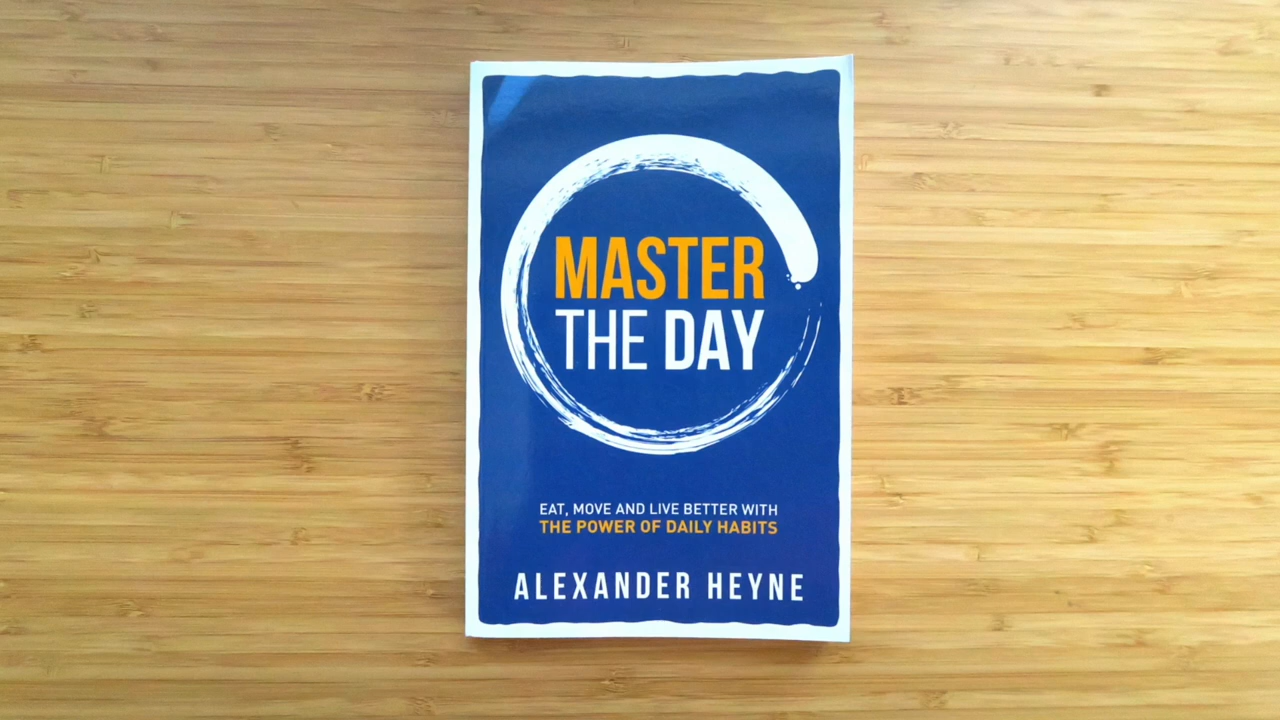 MASTER
THE DAY
EAT, MOVE AND LIVE BETTER WITH
THE POWER OF DAILY HABITS
ALEXANDER HEYNE